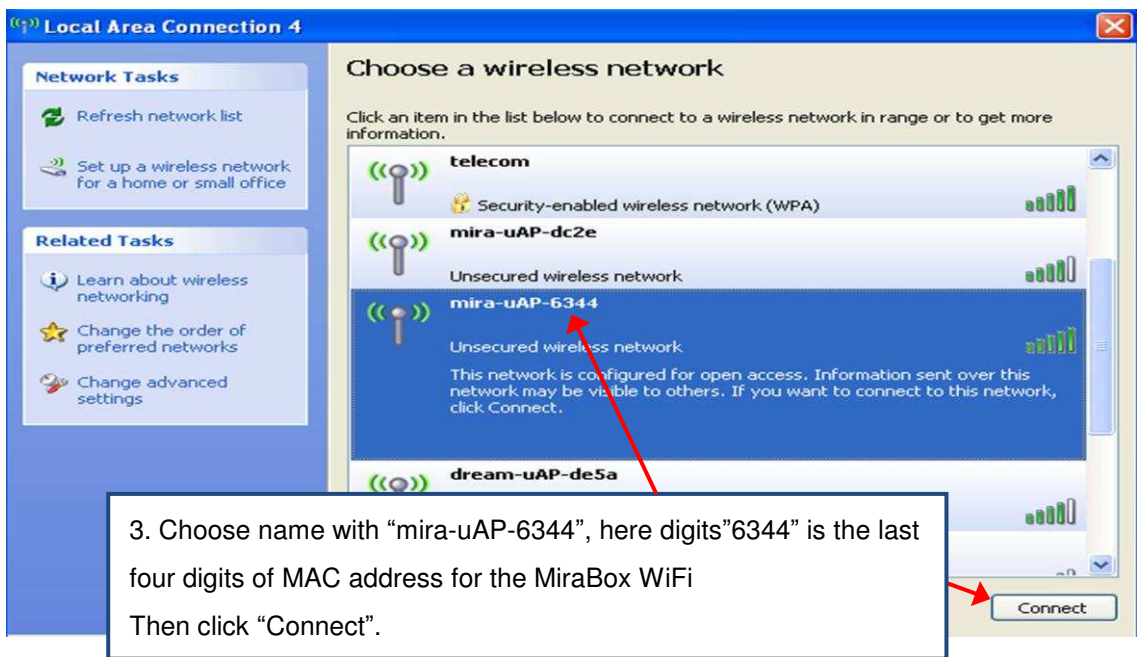 Local Area Connection 4
Network Tasks
Refresh network list
Set up a wireless network
for a home or small office
Related Tasks
Learn about wireless
networking
Change the order of
preferred networks
Change advanced
settings
Choose a wireless network
Click an item in the list below to connect to a wireless network in range or to get more
information.
telecom
Security-enabled wireless network (WPA)
mira-uAP-dc2e
Unsecured wireless network
mira-uAP-6344
Unsecured wireless network
This network is configured for open access. Information sent over this
network may be visible to others. If you want to connect to this network,
click Connect.
dream-uAP-de5a
3. Choose name with “mira-uAP-6344”, here digits”6344” is the last
four digits of MAC address for the MiraBox WiFi
Then click “Connect”.
Connect